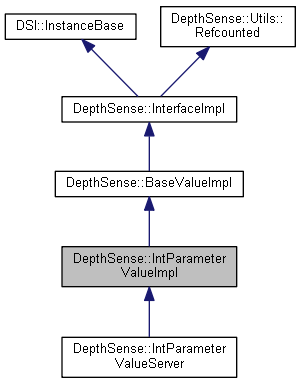 DSI::InstanceBase
DepthSense::Utils::
Refcounted
DepthSense::InterfaceImpl
DepthSense::BaseValueImpl
DepthSense::IntParameter
ValueImpl
DepthSense::IntParameter
ValueServer